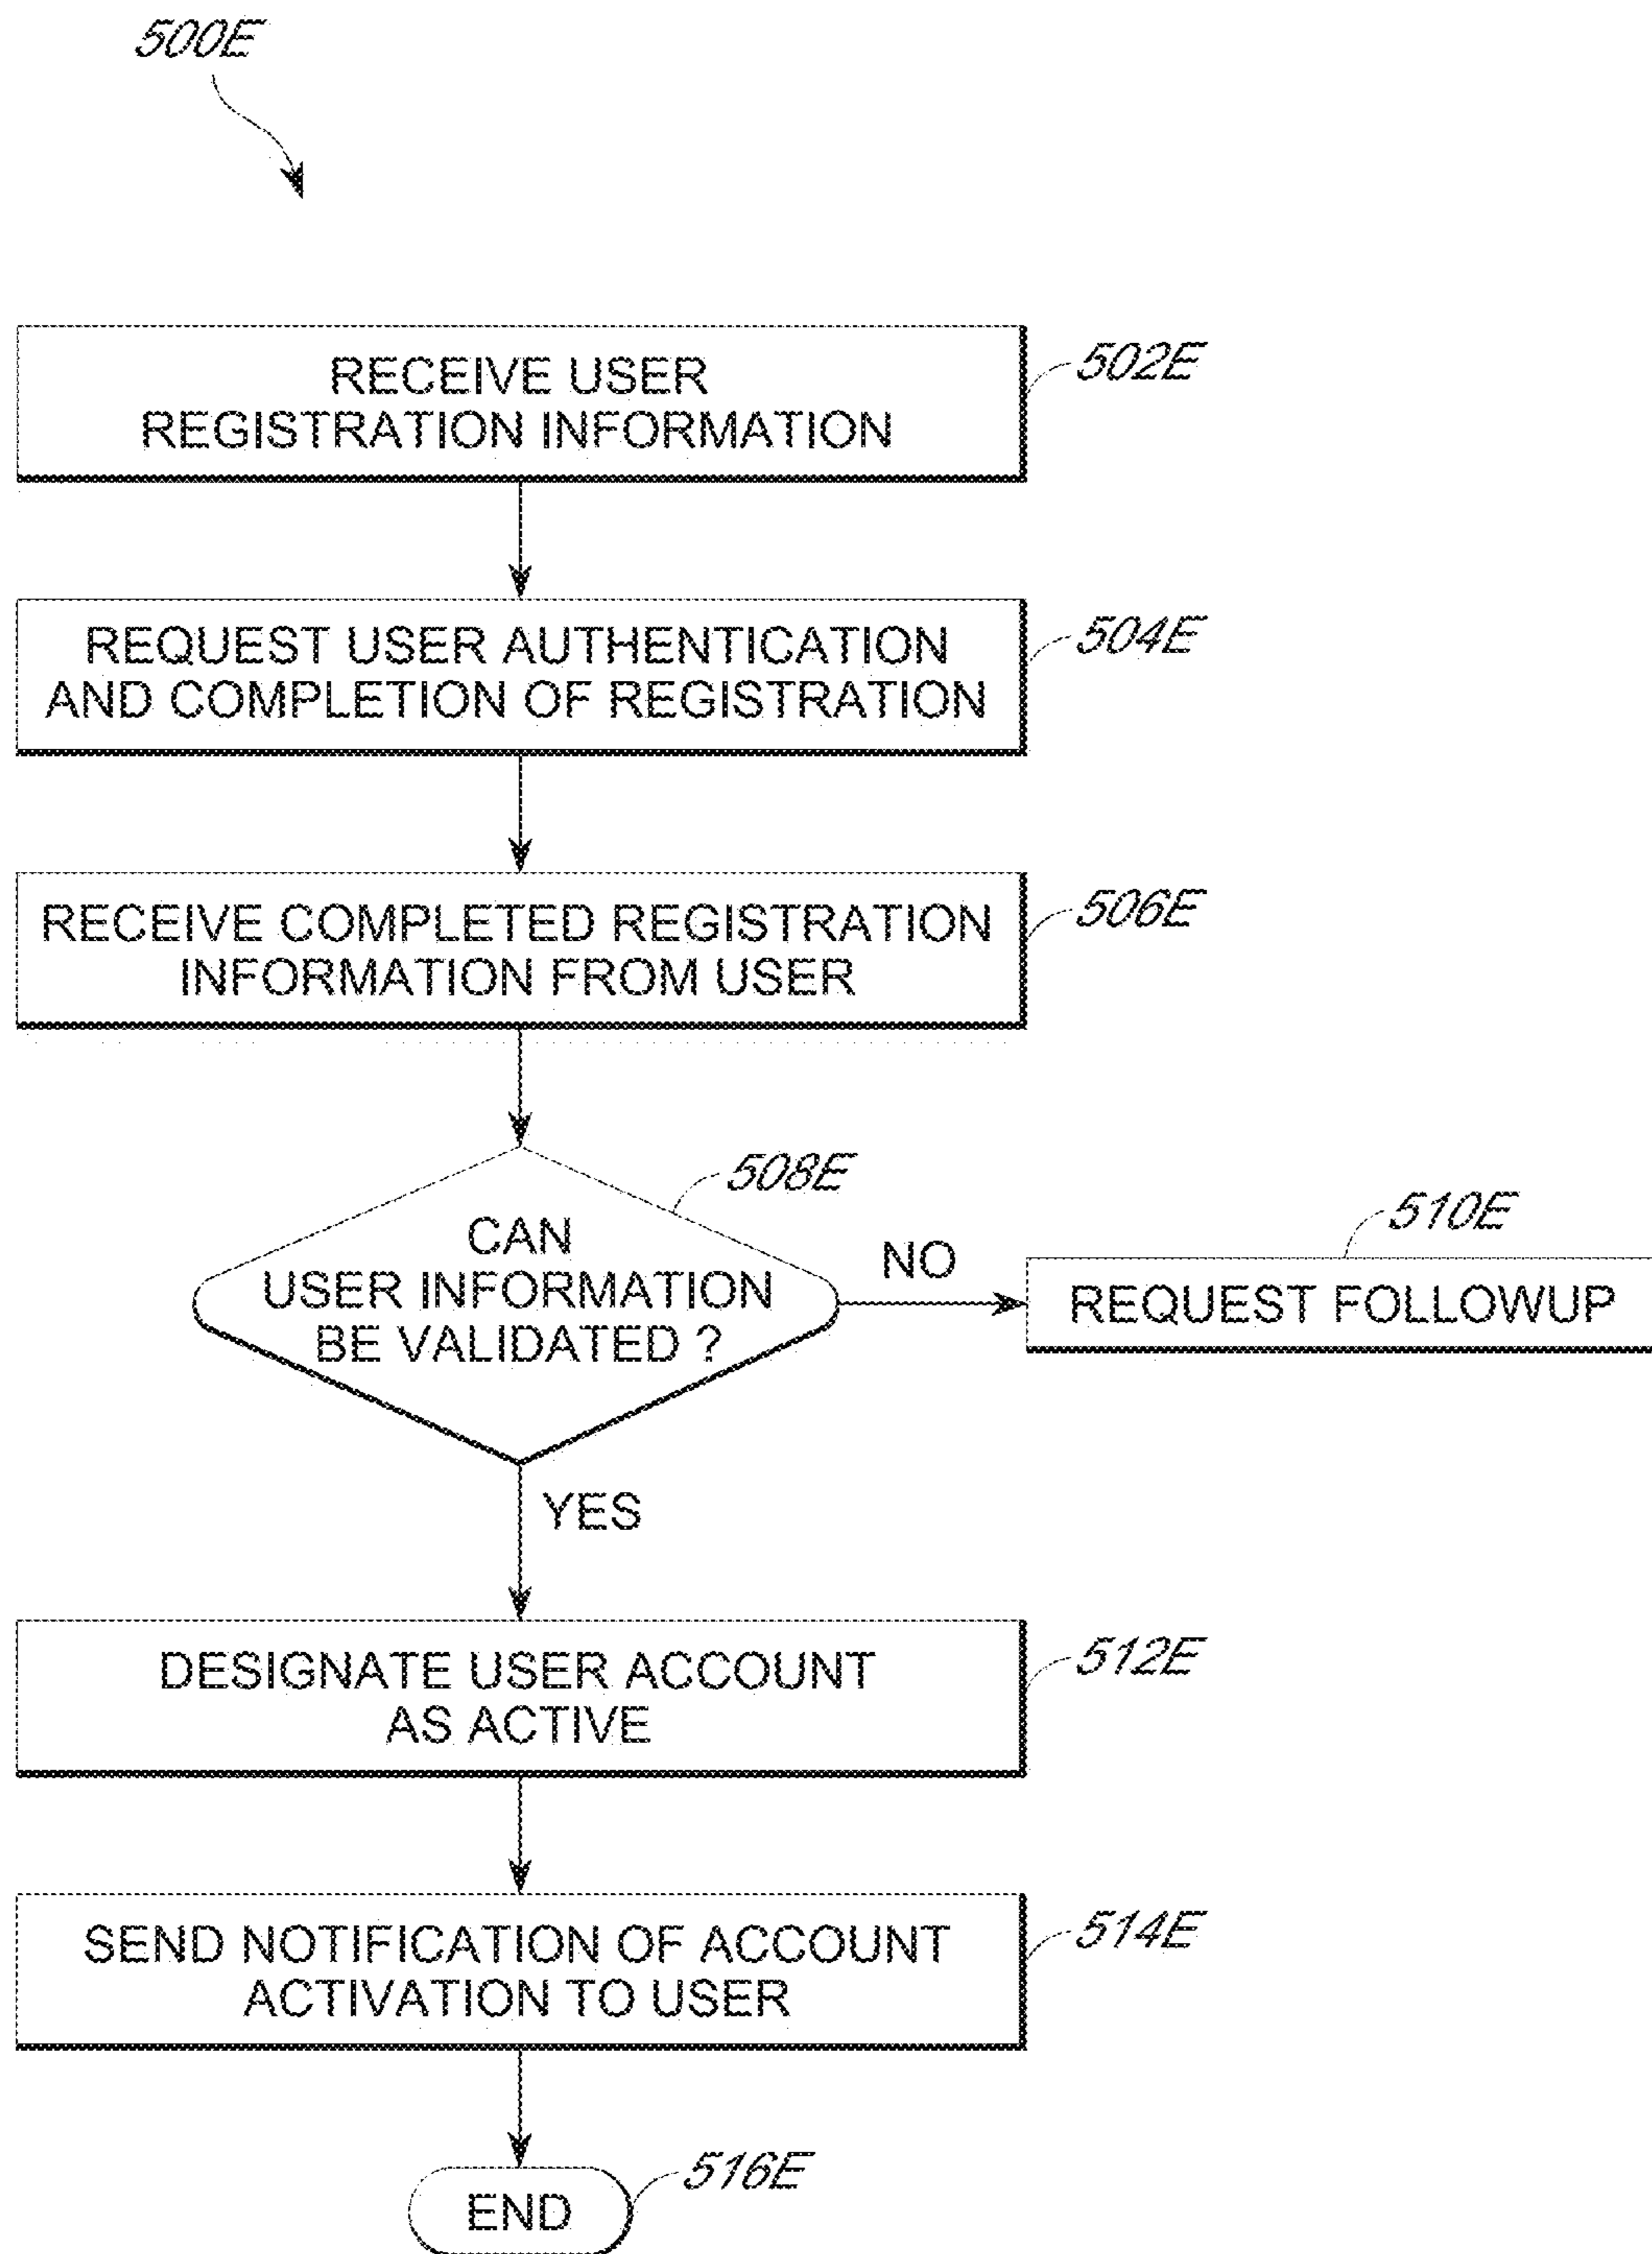 500E
RECEIVE USER
REGISTRATION INFORMATION
502E
REQUEST USER AUTHENTICATION
AND COMPLETION OF REGISTRATION
504E
RECEIVE COMPLETED REGISTRATION
INFORMATION FROM USER
506E
CAN
USER INFORMATION
BE VALIDATED ?
508E
NO
REQUEST FOLLOWUP
510E
YES
DESIGNATE USER ACCOUNT
AS ACTIVE
512E
SEND NOTIFICATION OF ACCOUNT
ACTIVATION TO USER
514E
END
516E